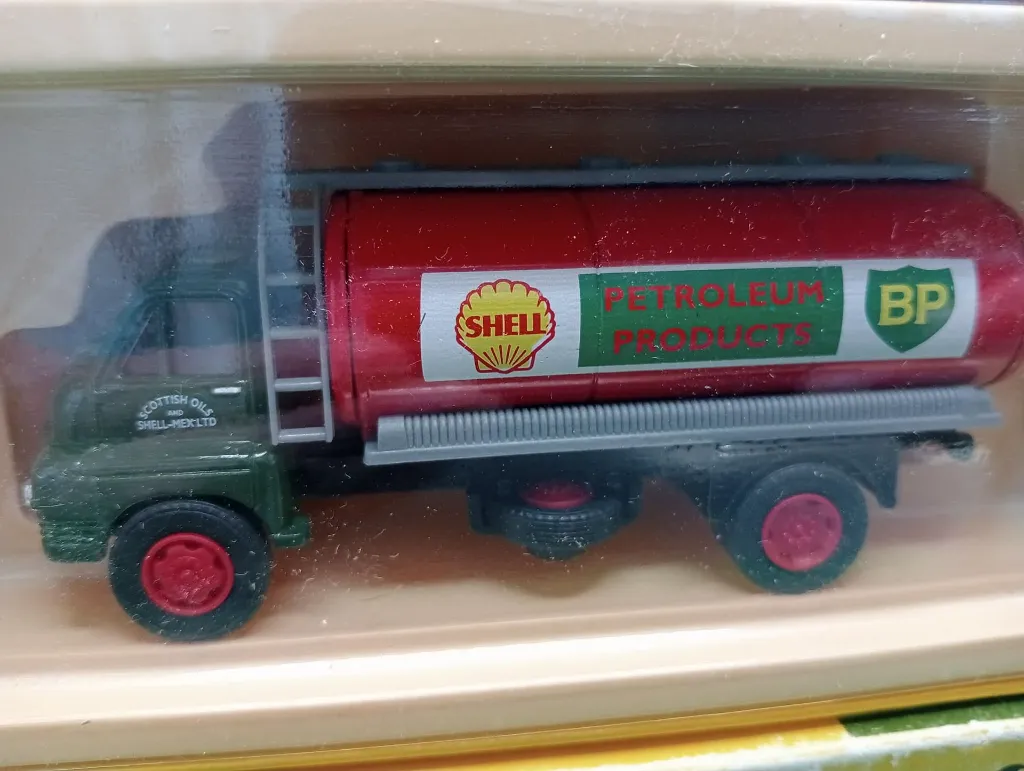 SCOTTISH OILS
AND
SHELL-MEX LTD
SHELL
PETROLEUM
PRODUCTS
BP